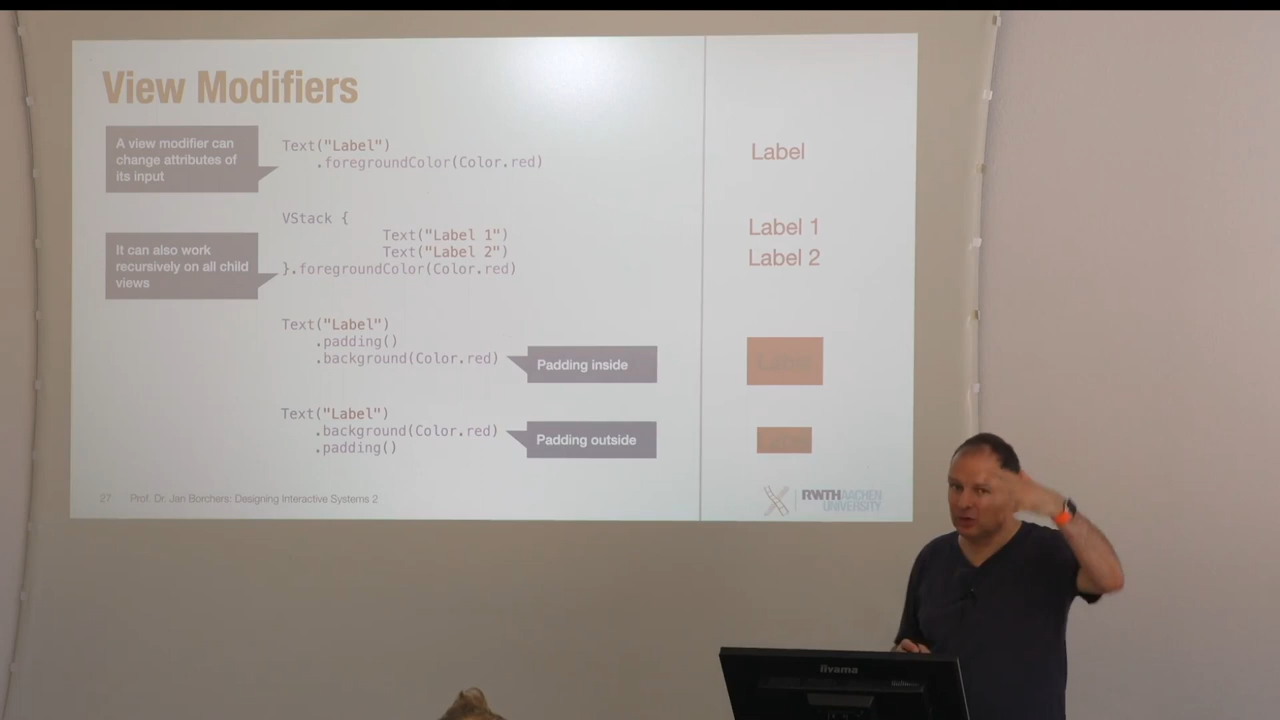 View Modifiers
A view modifier can
change attributes of
its input
Text("Label")
.foregroundColor(Color.red)
Label
It can also work
recursively on all child
views
VStack {
Text("Label 1")
Text("Label 2")
}.foregroundColor(Color.red)
Label 1
Label 2
Text("Label")
.padding()
.background(Color.red)
Padding inside
Label
Text("Label")
.background(Color.red)
.padding()
Padding outside
Label
27 Prof. Dr. Jan Borchers: Designing Interactive Systems 2
RWTHAACHEN
UNIVERSITY
iiyama